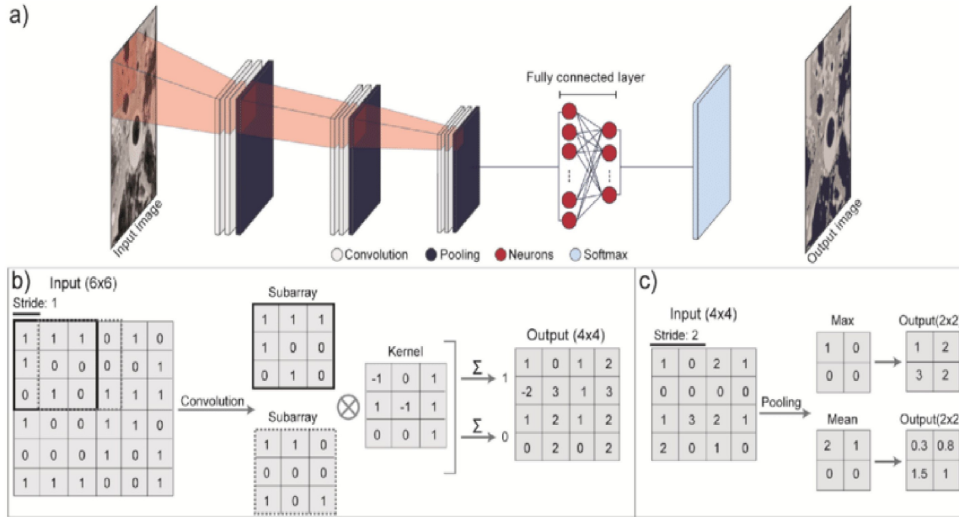 a)
Fully connected layer
Input image
Output image
Convolution Pooling Neurons Softmax
b) Input (6x6)
Stride: 1
1 1 1 0 1 0
1 0 0 0 0 1
0 1 0 1 1 0
1 0 0 1 1 0
0 0 0 1 0 1
1 1 1 0 0 1
Convolution
Subarray
1 1 1
1 0 0
0 1 0
Subarray
1 1 0
0 0 0
1 0 1
Kernel
-1 0 1
1 -1 1
0 0 1
Σ
1
Σ
0
Output (4x4)
1 0 1 2
-2 3 1 3
1 2 1 2
0 2 0 2
c)
Input (4x4)
Stride: 2
1 0 2 1
0 0 0 0
1 3 2 1
2 0 1 0
Pooling
Max
1 0
0 0
Output(2x2)
1 2
3 2
Mean
2 1
0 0
Output(2x2)
0.3 0.8
1.5 1